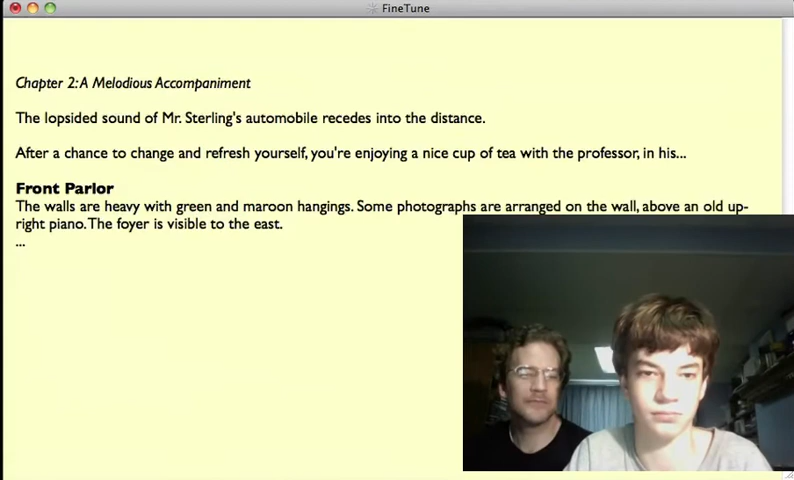 FineTune
Chapter 2: A Melodious Accompaniment
The lopsided sound of Mr. Sterling's automobile recedes into the distance.
After a chance to change and refresh yourself, you're enjoying a nice cup of tea with the professor, in his...
Front Parlor
The walls are heavy with green and maroon hangings. Some photographs are arranged on the wall, above an old up-
right piano. The foyer is visible to the east.
...